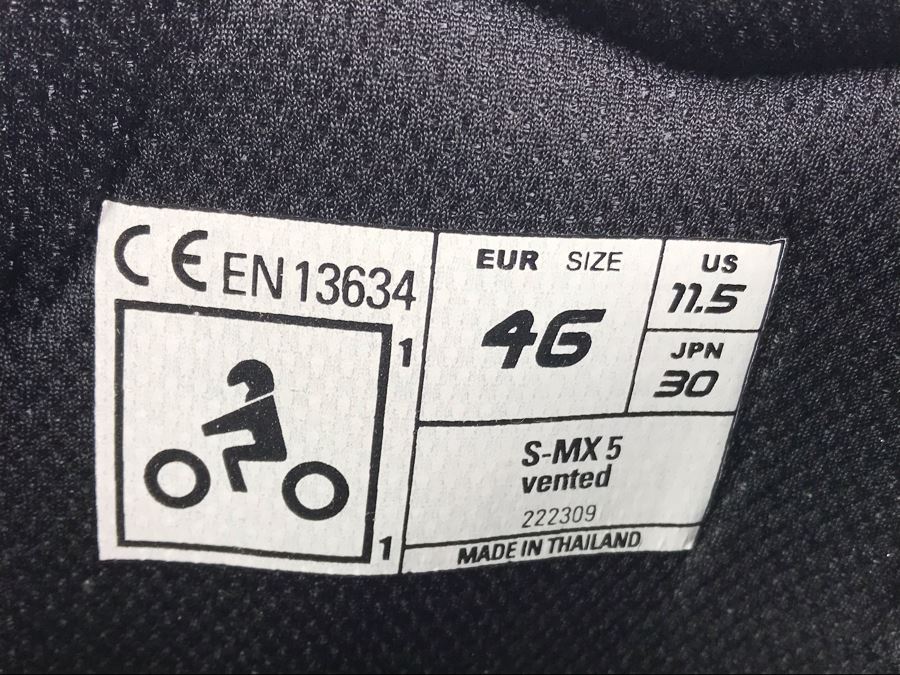 CE EN 13634
1
1
EUR SIZE
46
US
11.5
JPN
30
S-MX 5
vented
222309
MADE IN THAILAND